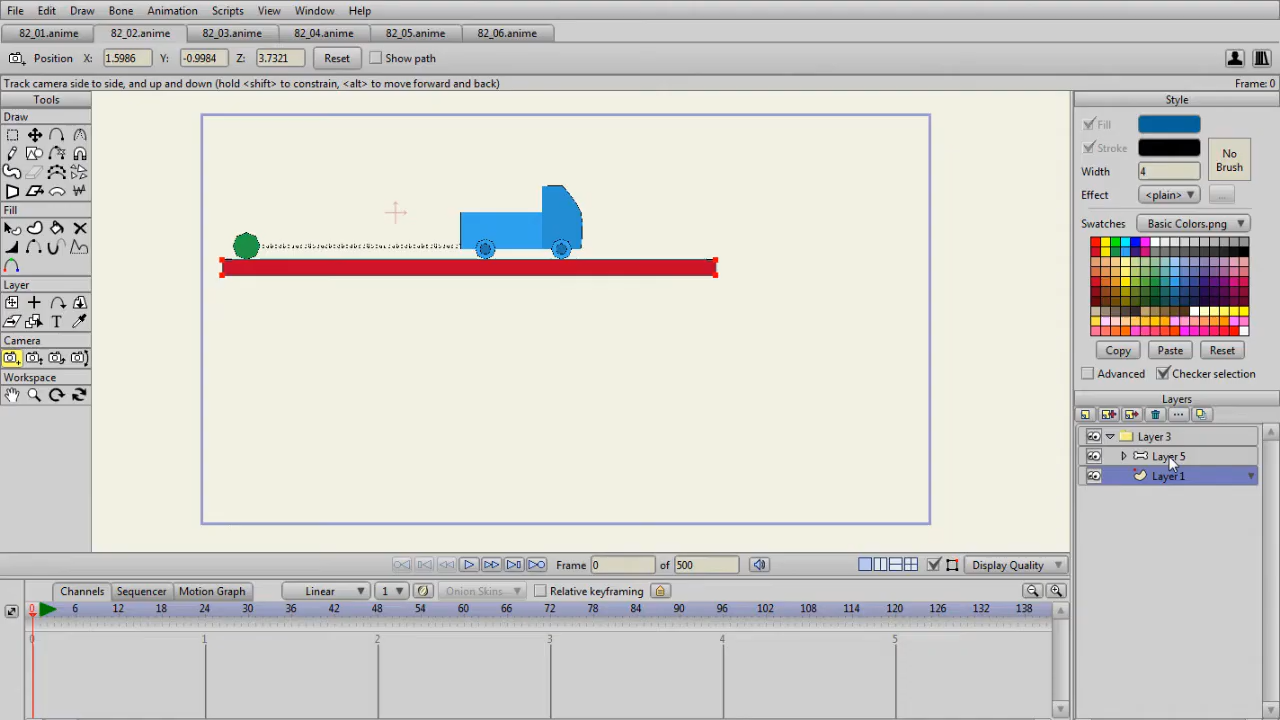 File Edit Draw Bone Animation Scripts View Window Help
82_01.anime 82_02.anime 82_03.anime 82_04.anime 82_05.anime 82_06.anime
Position X: 1.5986 Y: -0.9984 Z: 3.7321 Reset Show path
Track camera side to side, and up and down (hold <shift> to constrain, <alt> to move forward and back) Frame: 0
Tools
Draw
Fill
Layer
T
Camera
Workspace
Style
Fill
Stroke
No
Brush
Width 4
Effect <plain> ...
Swatches Basic Colors.png
Copy Paste Reset
Advanced Checker selection
Layers
Layer 3
Layer 5
Layer 1
Frame 0 of 500 Display Quality
Channels Sequencer Motion Graph Linear 1 Onion Skins Relative keyframing
0 6 12 18 24 30 36 42 48 54 60 66 72 78 84 90 96 102 108 114 120 126 132 138
0 1 2 3 4 5